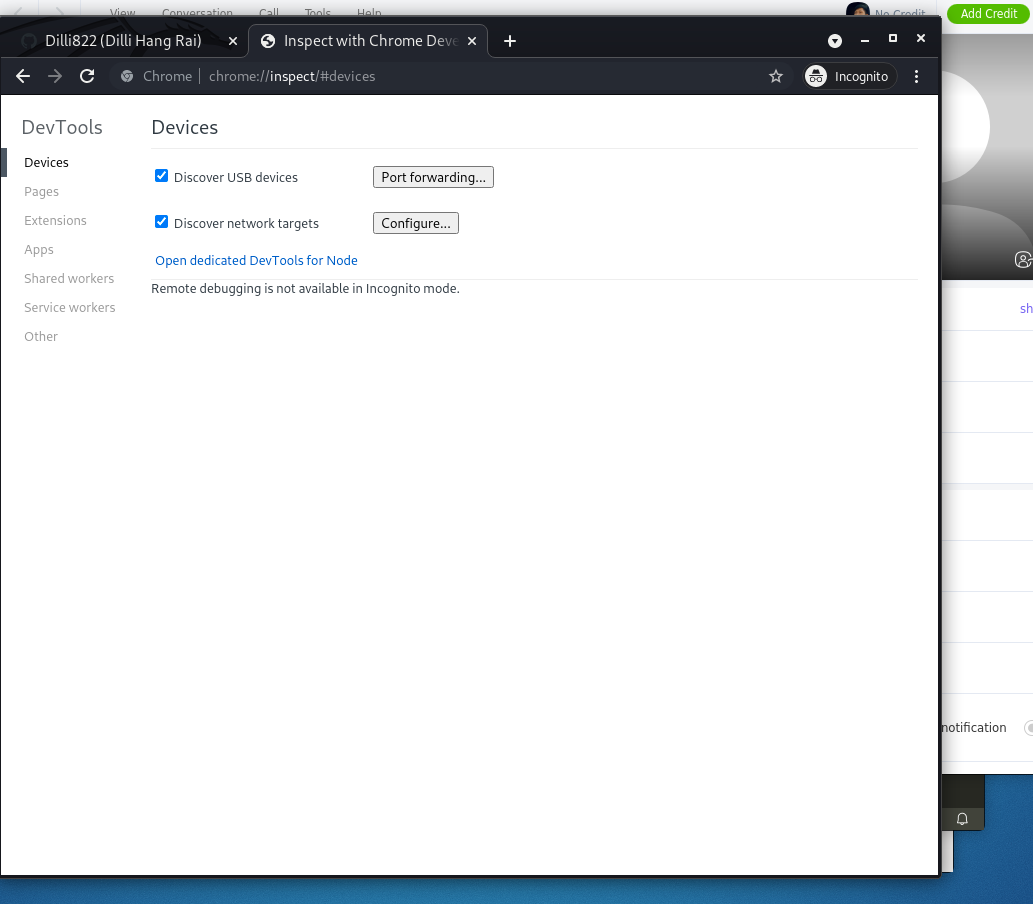 View Conversation Call Tools Help No Credit Add Credit
Dilli822 (Dilli Hang Rai) Inspect with Chrome Deve
Chrome chrome://inspect/#devices Incognito
DevTools
Devices
Pages
Extensions
Apps
Shared workers
Service workers
Other
Devices
Discover USB devices Port forwarding...
Discover network targets Configure...
Open dedicated DevTools for Node
Remote debugging is not available in Incognito mode.
sh
notification